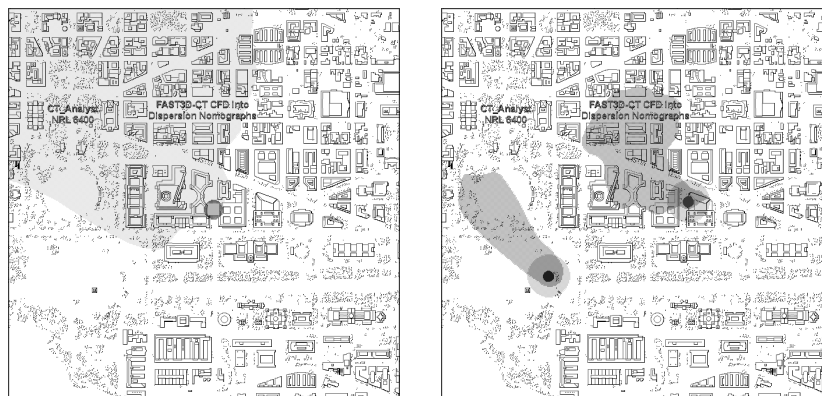 CT_Analyst
NRL 6400
FAST3D-CT CFD into
Dispersion Nomographs
CT_Analyst
NRL 6400
FAST3D-CT CFD into
Dispersion Nomographs